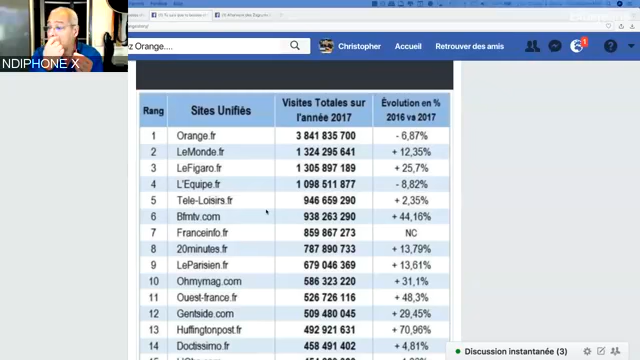 NDIPHONE X
z Orange....
Christopher
Accueil
Retrouver des amis
1
Rang Sites Unifiés Visites Totales sur l'année 2017 Évolution en % 2016 vs 2017
1 Orange.fr 3 841 835 700 - 6,87%
2 LeMonde.fr 1 324 295 641 + 12,35%
3 LeFigaro.fr 1 305 897 189 + 25,7%
4 L'Équipe.fr 1 098 511 877 - 8,82%
5 Tele-Loisirs.fr 946 659 290 + 2,35%
6 Bfmtv.com 938 263 290 + 44,16%
7 Franceinfo.fr 859 867 273 NC
8 20minutes.fr 787 890 733 + 13,79%
9 LeParisien.fr 679 046 369 + 13,61%
10 Ohmymag.com 586 323 220 + 31,1%
11 Ouest-france.fr 526 726 116 + 48,3%
12 Gentside.com 509 480 045 + 29,45%
13 Huffingtonpost.fr 492 921 631 + 70,96%
14 Doctissimo.fr 458 491 402 + 4,81%
Discussion instantanée (3)